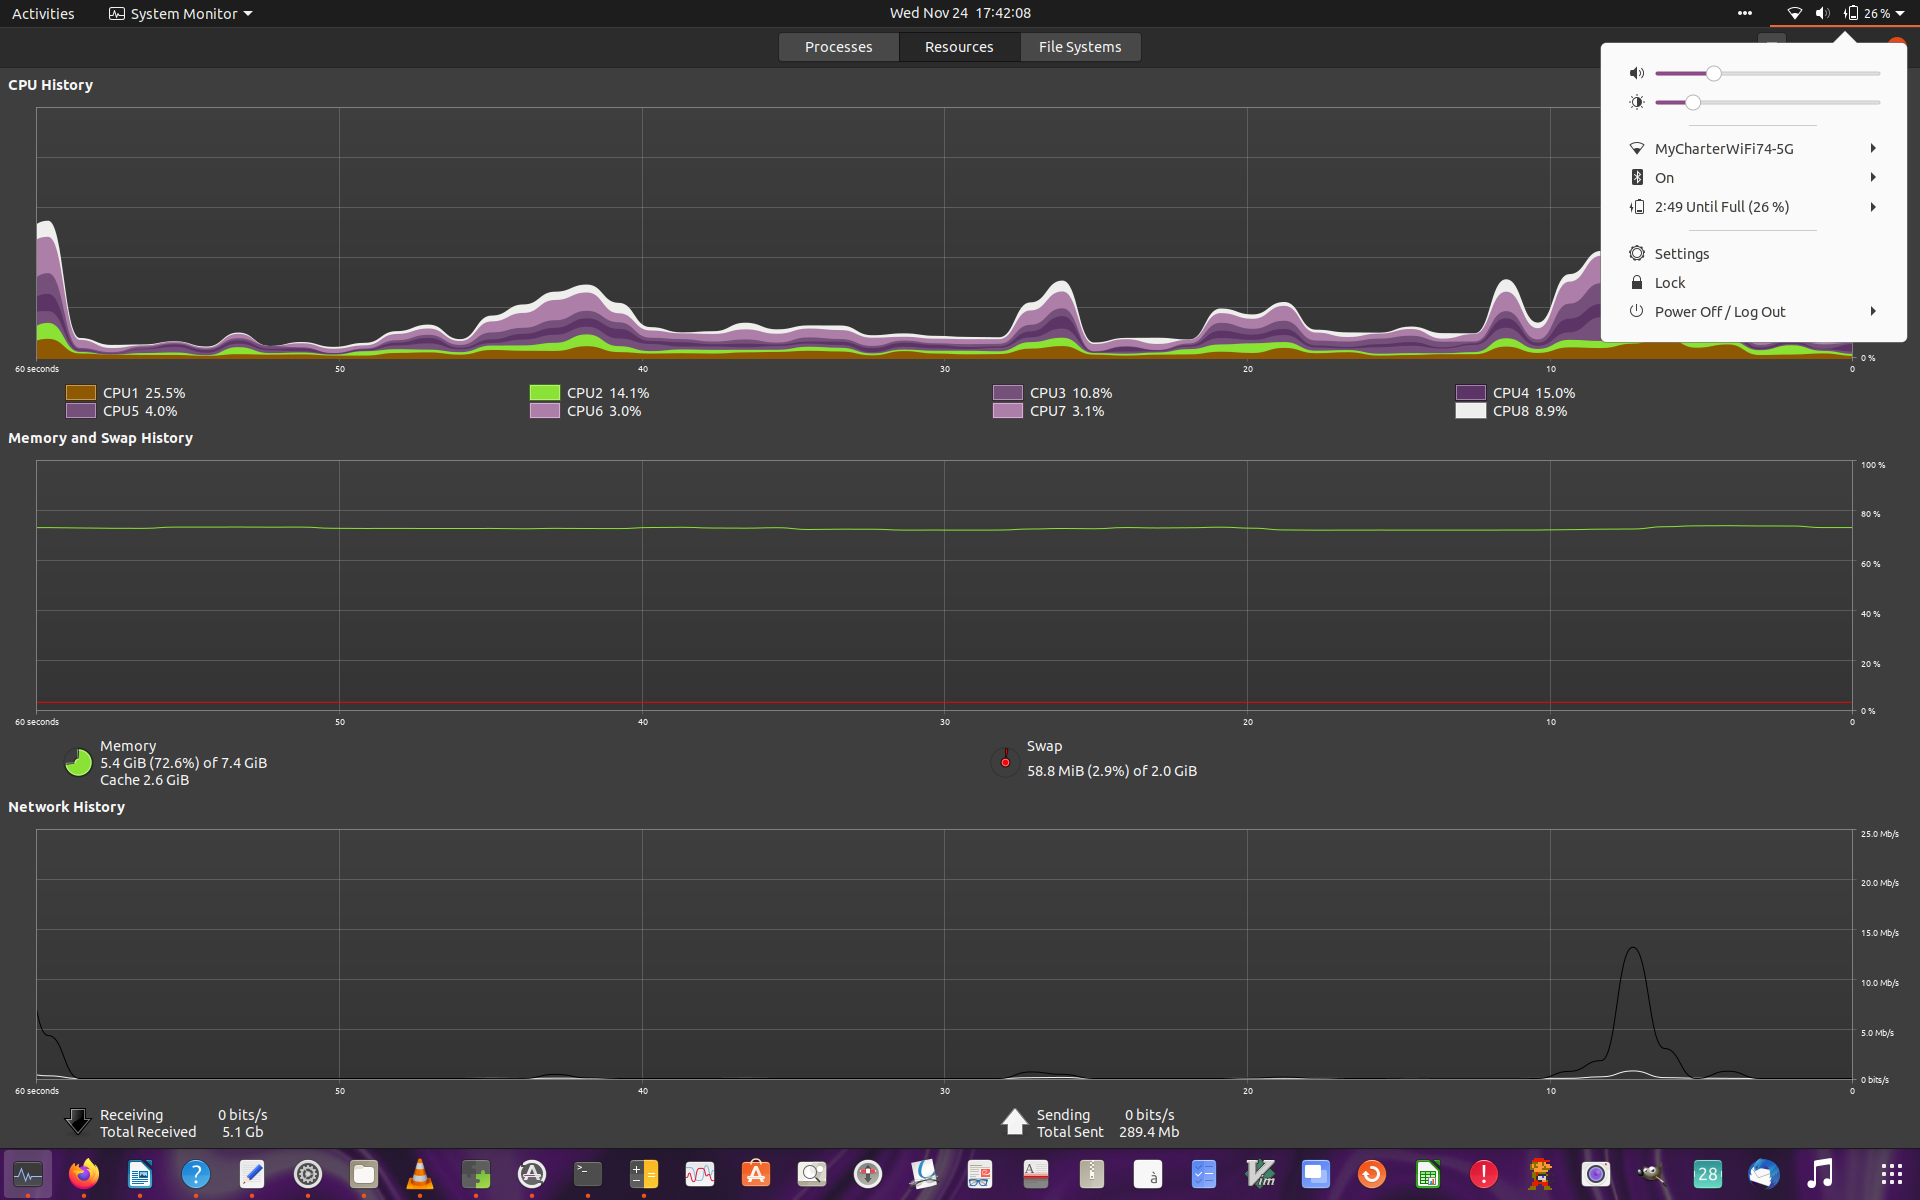 Activities System Monitor Wed Nov 24 17:42:08 26 %
Processes Resources File Systems
CPU History
MyCharterWiFi74-5G
On
2:49 Until Full (26 %)
Settings
Lock
Power Off / Log Out
0 %
60 seconds 50 40 30 20 10 0
CPU1 25.5% CPU2 14.1% CPU3 10.8% CPU4 15.0%
CPU5 4.0% CPU6 3.0% CPU7 3.1% CPU8 8.9%
Memory and Swap History
100 %
80 %
60 %
40 %
20 %
0 %
60 seconds 50 40 30 20 10 0
Memory
5.4 GiB (72.6%) of 7.4 GiB
Cache 2.6 GiB
Swap
58.8 MiB (2.9%) of 2.0 GiB
Network History
25.0 Mb/s
20.0 Mb/s
15.0 Mb/s
10.0 Mb/s
5.0 Mb/s
0 bits/s
60 seconds 50 40 30 20 10 0
Receiving 0 bits/s
Total Received 5.1 Gb
Sending 0 bits/s
Total Sent 289.4 Mb
? >_ A à Vim ! 28